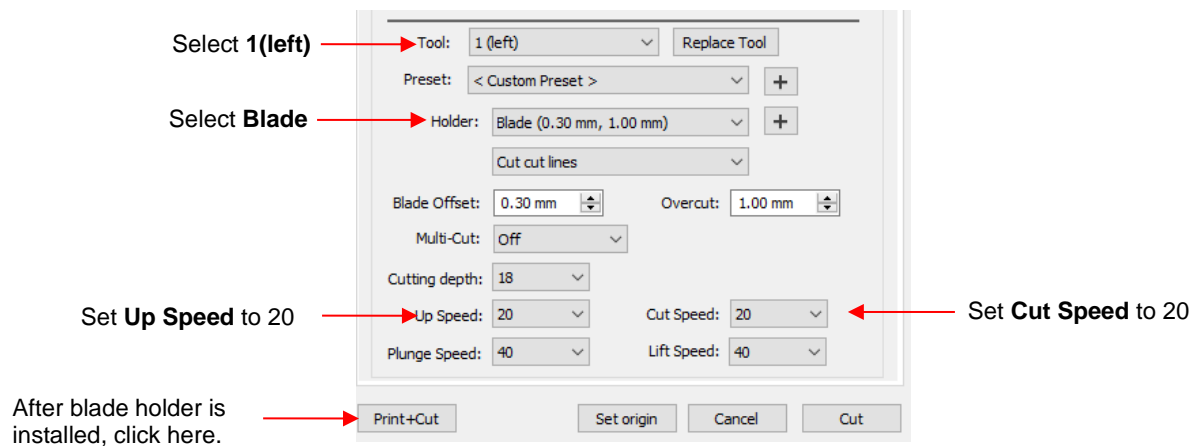 Select 1(left)
Tool: 1 (left) Replace Tool
Preset: < Custom Preset > +
Select Blade
Holder: Blade (0.30 mm, 1.00 mm) +
Cut cut lines
Blade Offset: 0.30 mm Overcut: 1.00 mm
Multi-Cut: Off
Cutting depth: 18
Set Up Speed to 20
Up Speed: 20 Cut Speed: 20
Set Cut Speed to 20
Plunge Speed: 40 Lift Speed: 40
After blade holder is
installed, click here.
Print+Cut Set origin Cancel Cut